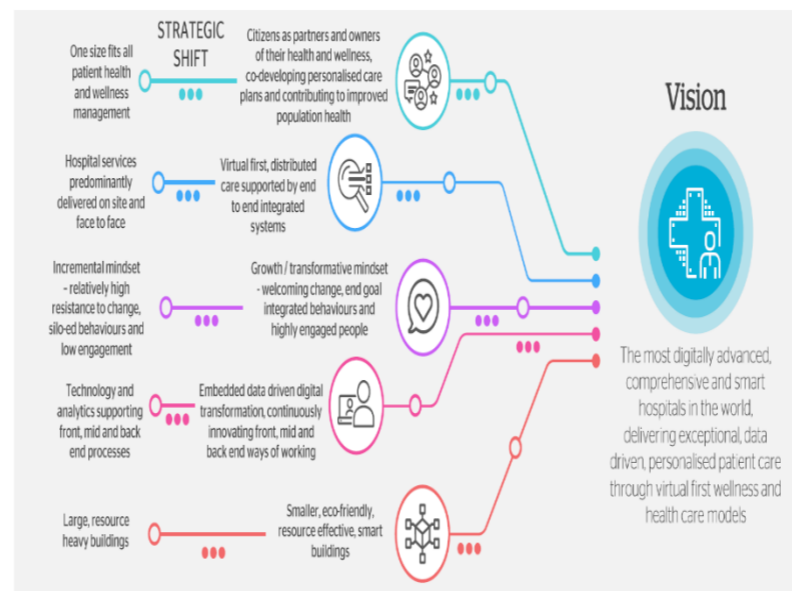 STRATEGIC
SHIFT
One size fits all
patient health
and wellness
management
Citizens as partners and owners
of their health and wellness,
co-developing personalised care
plans and contributing to improved
population health
Hospital services
predominantly
delivered on site and
face to face
Virtual first, distributed
care supported by end
to end integrated
systems
Incremental mindset
- relatively high
resistance to change,
silo-ed behaviours and
low engagement
Growth / transformative mindset
- welcoming change, end goal
integrated behaviours and
highly engaged people
Technology and
analytics supporting
front, mid and back
end processes
Embedded data driven digital
transformation, continuously
innovating front, mid and
back end ways of working
Large, resource
heavy buildings
Smaller, eco-friendly,
resource effective, smart
buildings
Vision
The most digitally advanced,
comprehensive and smart
hospitals in the world,
delivering exceptional, data
driven, personalised patient care
through virtual first wellness and
health care models